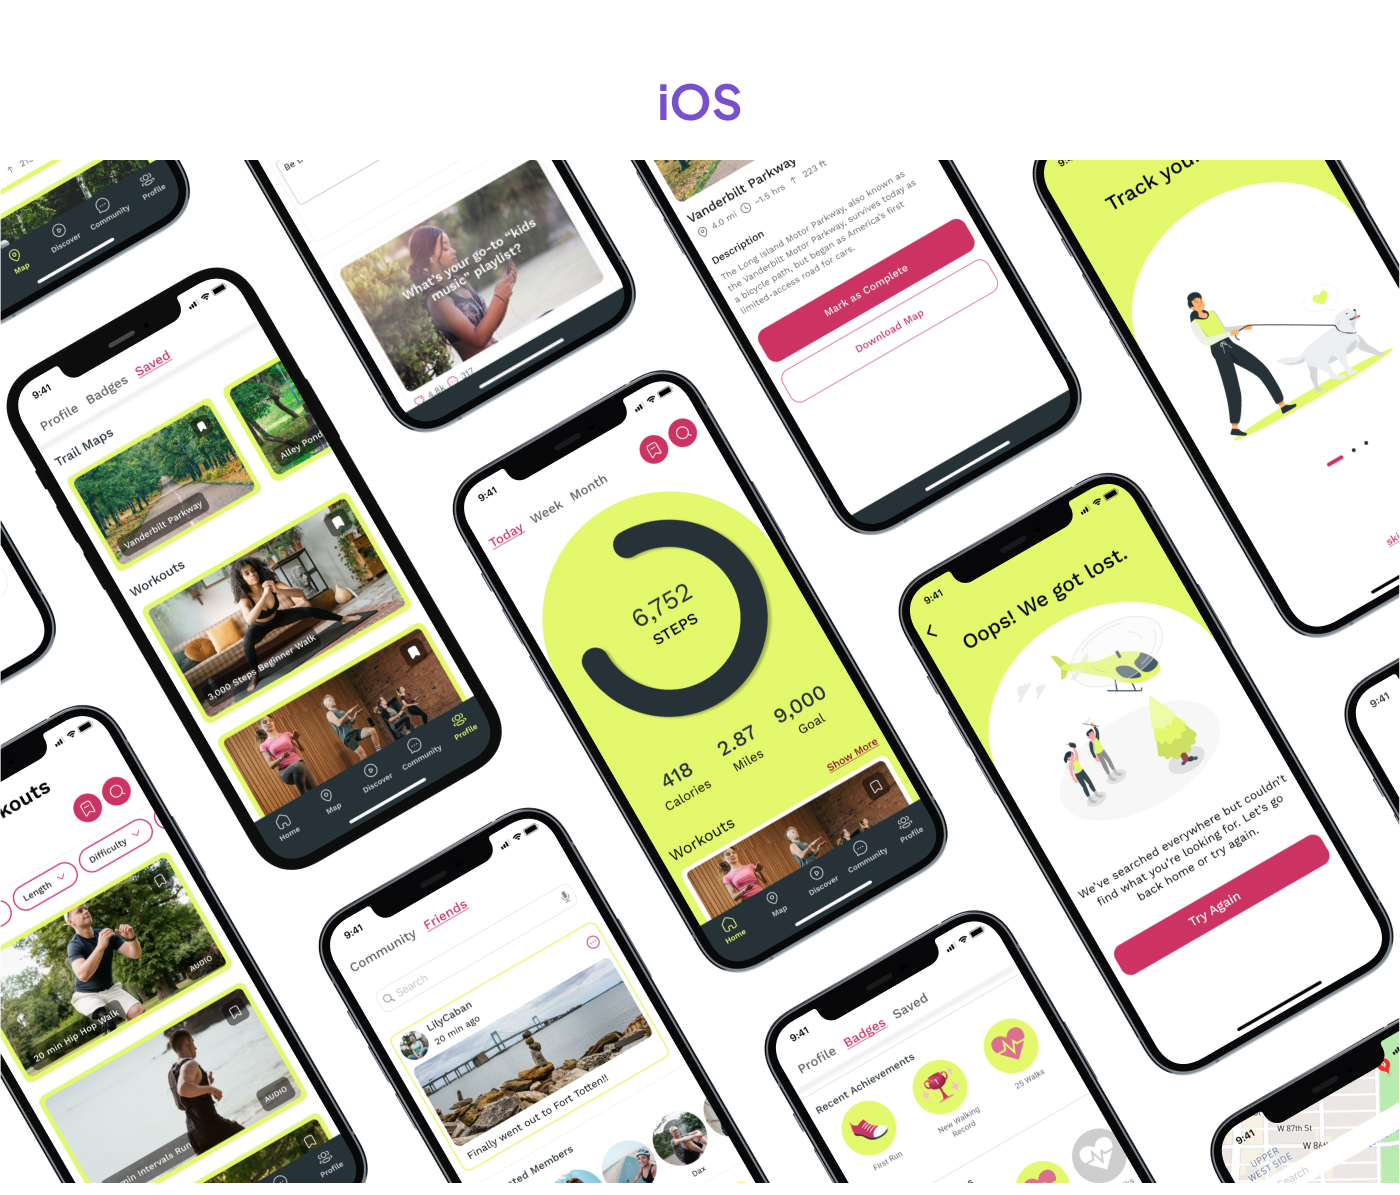 iOS
Map
Discover
Community
Profile
What's your go-to "kids
music" playlist?
4.8k
317
Vanderbilt Parkway
4.0 mi
~1.5 hrs
223 ft
Description
The Long Island Motor Parkway, also known as
the Vanderbilt Motor Parkway, survives today as
a bicycle path, but began as America's first
limited-access road for cars.
Mark as Complete
Download Map
Track your
9:41
Profile
Badges
Saved
Trail Maps
Vanderbilt Parkway
Alley Pond
Workouts
3,000 Steps Beginner Walk
Home
Map
Discover
Community
Profile
9:41
Today
Week
Month
6,752
STEPS
418
Calories
2.87
Miles
9,000
Goal
Show More
Workouts
Home
Map
Discover
Community
Profile
9:41
Oops! We got lost.
We've searched everywhere but couldn't
find what you're looking for. Let's go
back home or try again.
Try Again
9:41
Length
Difficulty
20 min Hip Hop Walk
AUDIO
min Intervals Run
AUDIO
Profile
9:41
Community
Friends
Search
LilyCaban
20 min ago
Finally went out to Fort Totten!!
Members
Dax
9:41
Profile
Badges
Saved
Recent Achievements
First Run
New Walking
Record
25 Walks
9:41
W 87th St
UPPER
WEST SIDE
Search